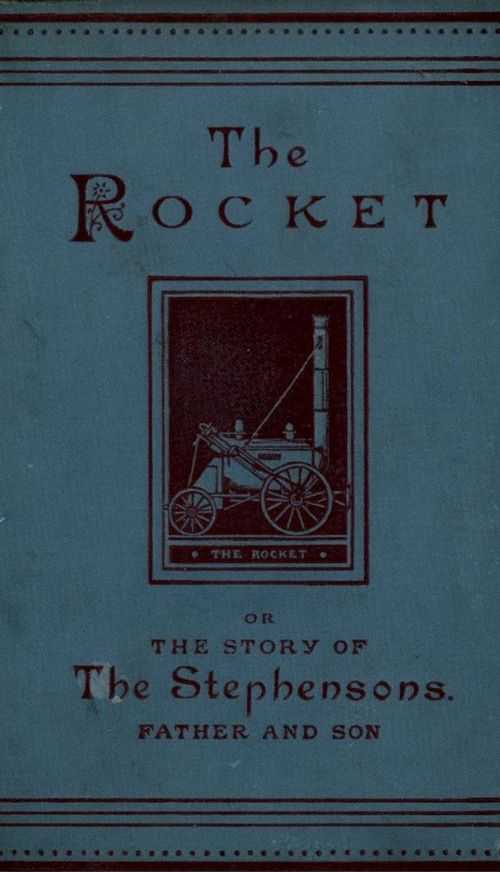 The
ROCKET
• THE ROCKET •
OR
THE STORY OF
The Stephensons.
FATHER AND SON